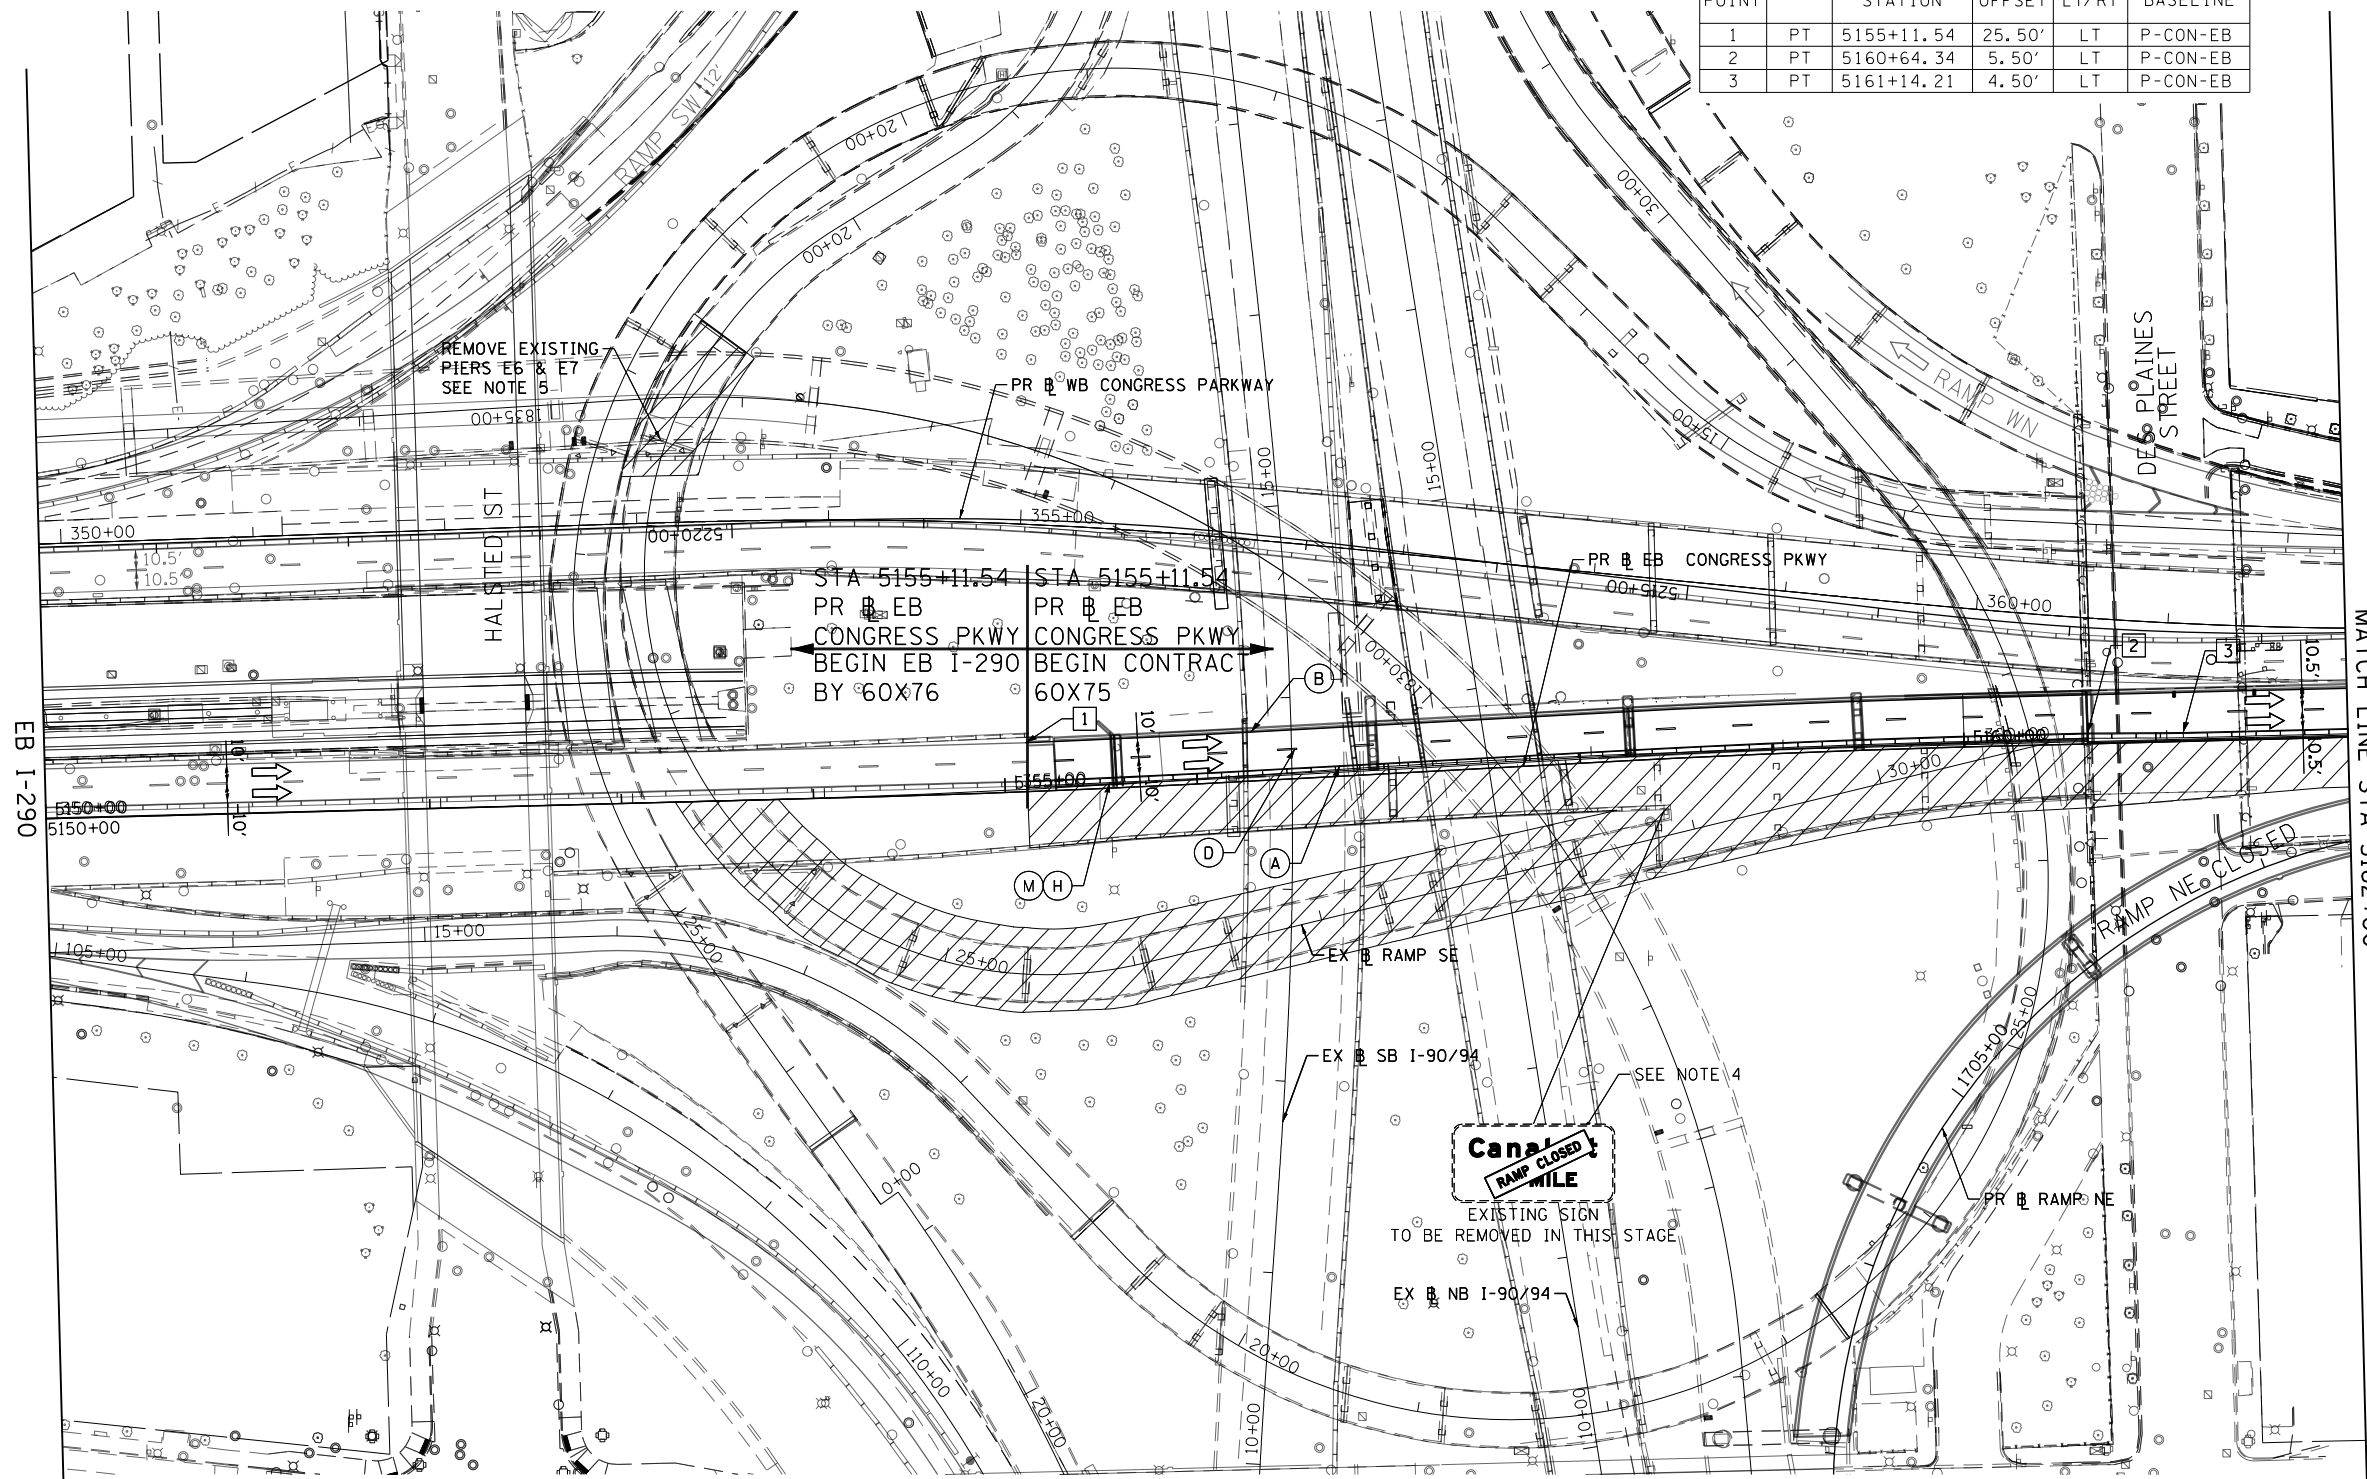 POINT STATION OFFSET LT/RT BASELINE
1 PT 5155+11.54 25.50' LT P-CON-EB
2 PT 5160+64.34 5.50' LT P-CON-EB
3 PT 5161+14.21 4.50' LT P-CON-EB
RAMP SW
12'
20+00
20+00
30+00
REMOVE EXISTING
PIERS E6 & E7
SEE NOTE 5
1835+00
PR BL WB CONGRESS PARKWAY
RAMP WN
15+00
DES PLAINES
STREET
HALSTED ST
15+00
15+00
350+00
10.5'
10.5'
5220+00
355+00
PR BL EB CONGRESS PKWY
5215+00
360+00
STA 5155+11.54
PR BL EB
CONGRESS PKWY
BEGIN EB I-290
BY 60X76
STA 5155+11.54
PR BL EB
CONGRESS PKWY
BEGIN CONTRACT
60X75
1830+00
B
1
2
3
10.5'
10.5'
10'
10'
10'
10'
EB I-290
5150+00
5150+00
5155+00
30+00
MATCH LINE STA
D
A
M H
RAMP NE CLOSED
105+00
15+00
25+00
25+00
EX BL RAMP SE
EX BL SB I-90/94
SEE NOTE 4
1705+00
25+00
RAMP CLOSED
MILE
EXISTING SIGN
TO BE REMOVED IN THIS STAGE
PR BL RAMP NE
0+00
EX BL NB I-90/94
110+00
20+00
20+00
10+00
10+00